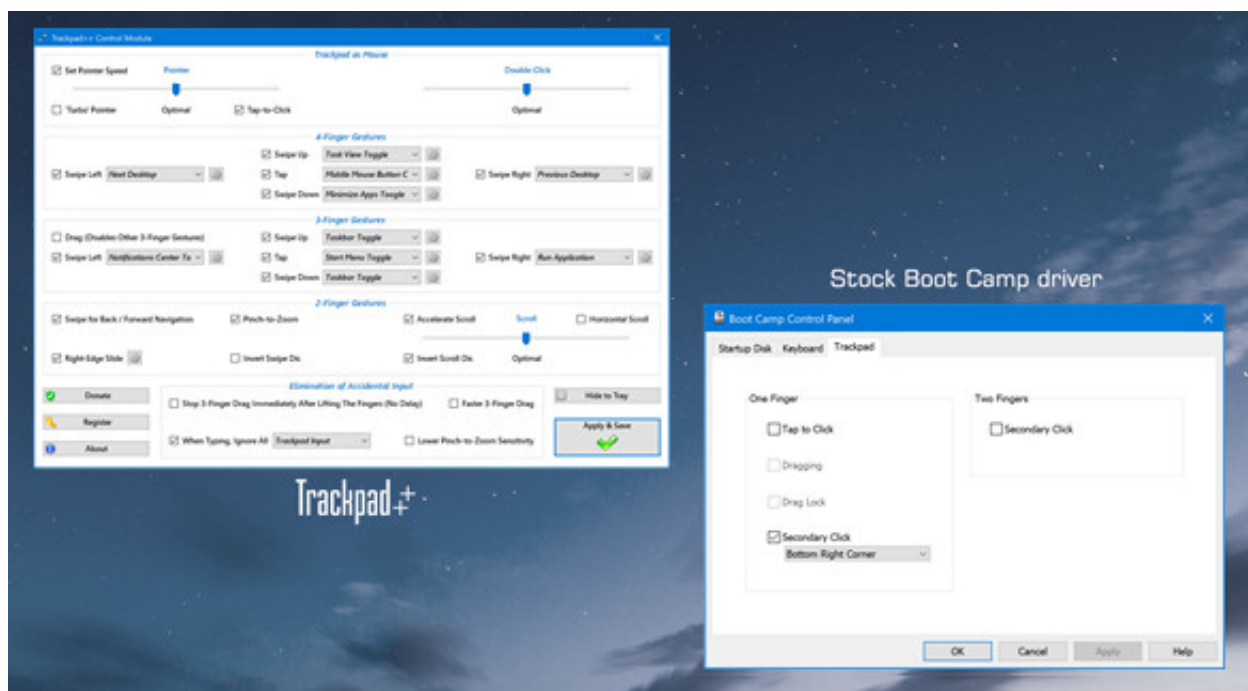 Trackpad++ Control Module
Trackpad as Mouse
Set Pointer Speed Pointer Double-Click
'Turbo' Pointer Optimal Tap-to-Click Optimal
4-Finger Gestures
Swipe Up Task View Toggle
Swipe Left Next Desktop Tap Middle Mouse Button C Swipe Right Previous Desktop
Swipe Down Minimize Apps Toogle
3-Finger Gestures
Drag (Disables Other 3-Finger Gestures) Swipe Up Taskbar Toggle
Swipe Left Notifications Center To Tap Start Menu Toggle Swipe Right Run Application
Swipe Down Taskbar Toggle
2-Finger Gestures
Swipe for Back / Forward Navigation Pinch-to-Zoom Accelerate Scroll Scroll Horizontal Scroll
Right-Edge Slide Invert Swipe Dir. Invert Scroll Dir. Optimal
Elimination of Accidental Input
Donate Stop 3-Finger Drag Immediately After Lifting The Fingers (No Delay) Faster 3-Finger Drag Hide to Tray
Register
When Typing, Ignore All Trackpad Input Lower Pinch-to-Zoom Sensitivity Apply & Save
About
Trackpad++
Stock Boot Camp driver
Boot Camp Control Panel
Startup Disk Keyboard Trackpad
One Finger Two Fingers
Tap to Click Secondary Click
Dragging
Drag Lock
Secondary Click
Bottom Right Corner
OK Cancel Apply Help